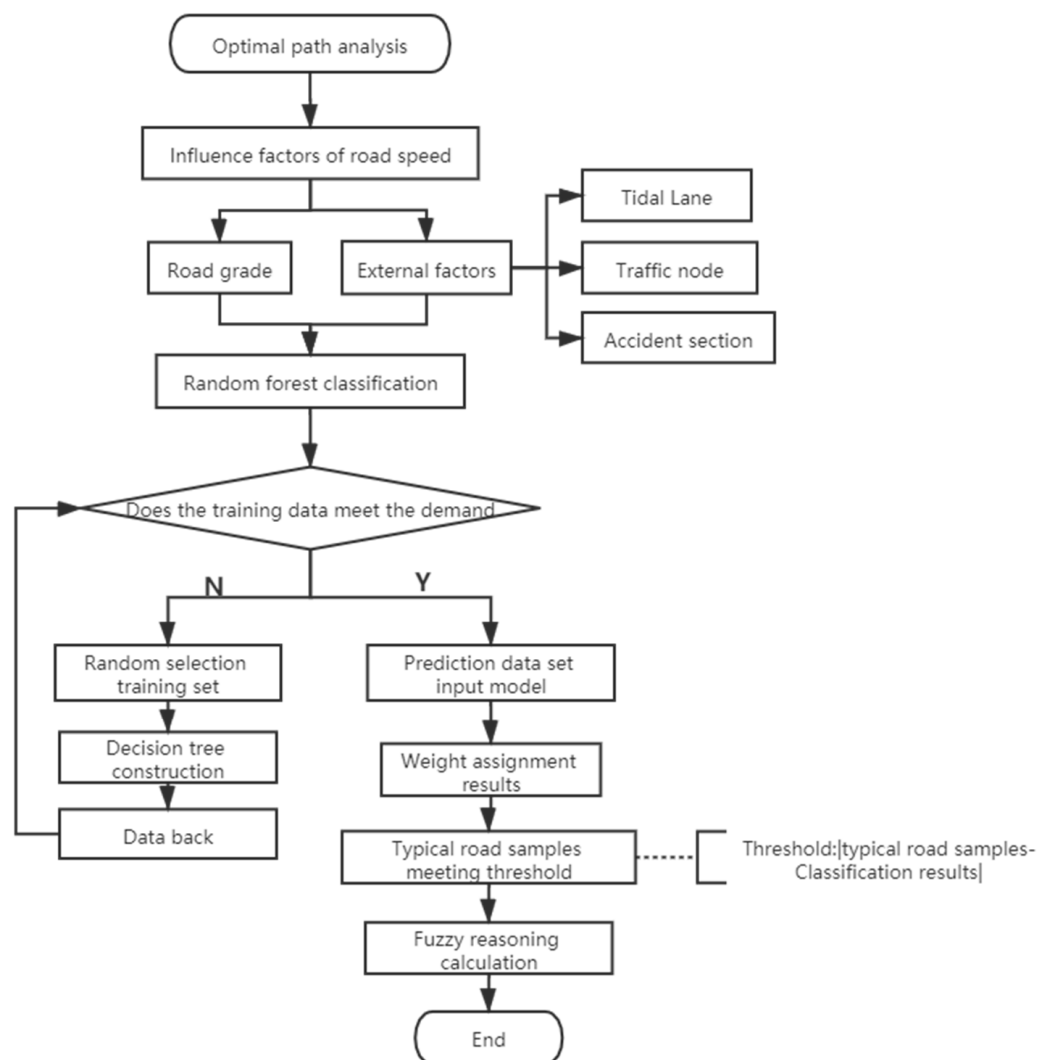 Optimal path analysis
Influence factors of road speed
Tidal Lane
Road grade
External factors
Traffic node
Accident section
Random forest classification
Does the training data meet the demand
N
Y
Random selection
training set
Prediction data set
input model
Decision tree
construction
Weight assignment
results
Data back
Typical road samples
meeting threshold
Threshold:|typical road samples-
Classification results|
Fuzzy reasoning
calculation
End